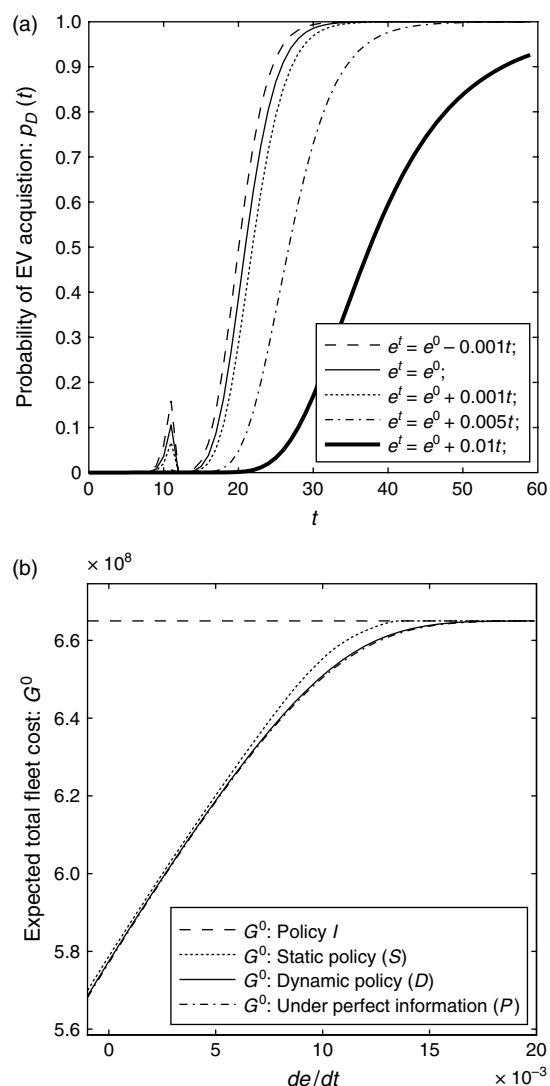 (a)
Probability of EV acquistion: p_D (t)
1.0
0.9
0.8
0.7
0.6
0.5
0.4
0.3
0.2
0.1
0
e^t = e^0 – 0.001t;
e^t = e^0;
e^t = e^0 + 0.001t;
e^t = e^0 + 0.005t;
e^t = e^0 + 0.01t;
0 10 20 30 40 50 60
t
(b)
× 10^8
Expected total fleet cost: G^0
6.6
6.4
6.2
6.0
5.8
5.6
G^0: Policy I
G^0: Static policy (S)
G^0: Dynamic policy (D)
G^0: Under perfect information (P)
0 5 10 15 20
de/dt
× 10^–3